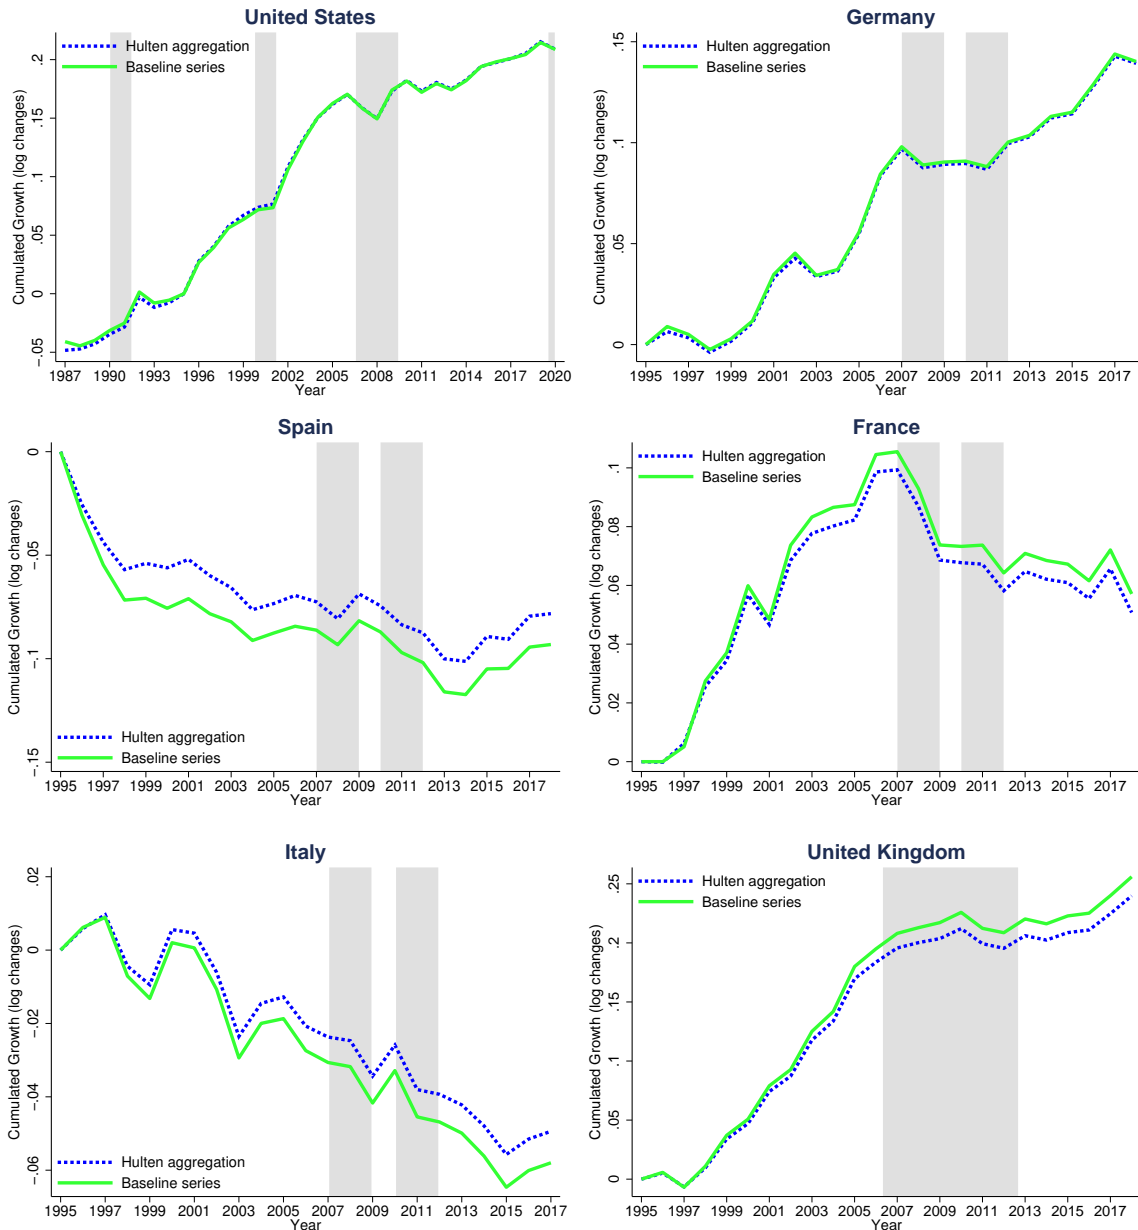 United States
Cumulated Growth (log changes)
.2
.15
.1
.05
0
−.05
Hulten aggregation
Baseline series
1987 1990 1993 1996 1999 2002 2005 2008 2011 2014 2017 2020
Year
Germany
Cumulated Growth (log changes)
.15
.1
.05
0
Hulten aggregation
Baseline series
1995 1997 1999 2001 2003 2005 2007 2009 2011 2013 2015 2017
Year
Spain
Cumulated Growth (log changes)
0
−.05
−.1
−.15
Hulten aggregation
Baseline series
1995 1997 1999 2001 2003 2005 2007 2009 2011 2013 2015 2017
Year
France
Cumulated Growth (log changes)
.1
.08
.06
.04
.02
0
Hulten aggregation
Baseline series
1995 1997 1999 2001 2003 2005 2007 2009 2011 2013 2015 2017
Year
Italy
Cumulated Growth (log changes)
.02
0
−.02
−.04
−.06
Hulten aggregation
Baseline series
1995 1997 1999 2001 2003 2005 2007 2009 2011 2013 2015 2017
Year
United Kingdom
Cumulated Growth (log changes)
.25
.2
.15
.1
.05
0
Hulten aggregation
Baseline series
1995 1997 1999 2001 2003 2005 2007 2009 2011 2013 2015 2017
Year